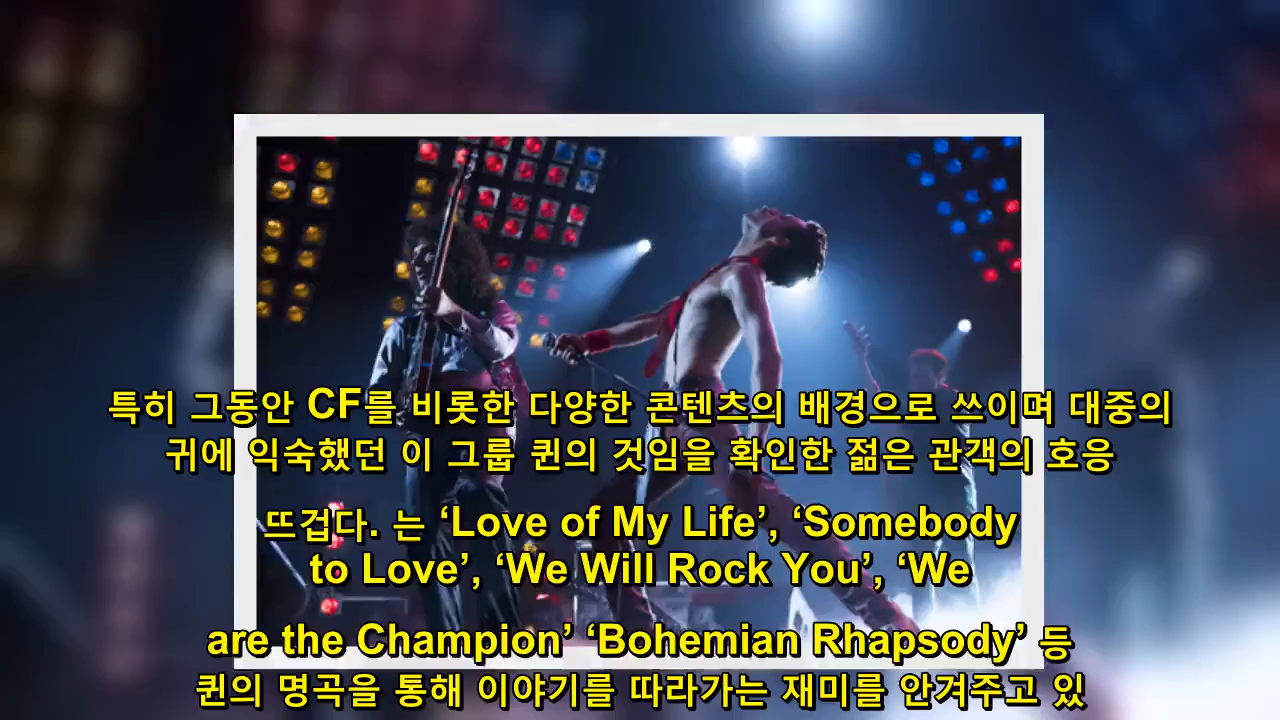 특히 그동안 CF를 비롯한 다양한 콘텐츠의 배경으로 쓰이며 대중의
귀에 익숙했던 이 그룹 퀸의 것임을 확인한 젊은 관객의 호응
뜨겁다. 는 ‘Love of My Life’, ‘Somebody
to Love’, ‘We Will Rock You’, ‘We
are the Champion’ ‘Bohemian Rhapsody’ 등
퀸의 명곡을 통해 이야기를 따라가는 재미를 안겨주고 있